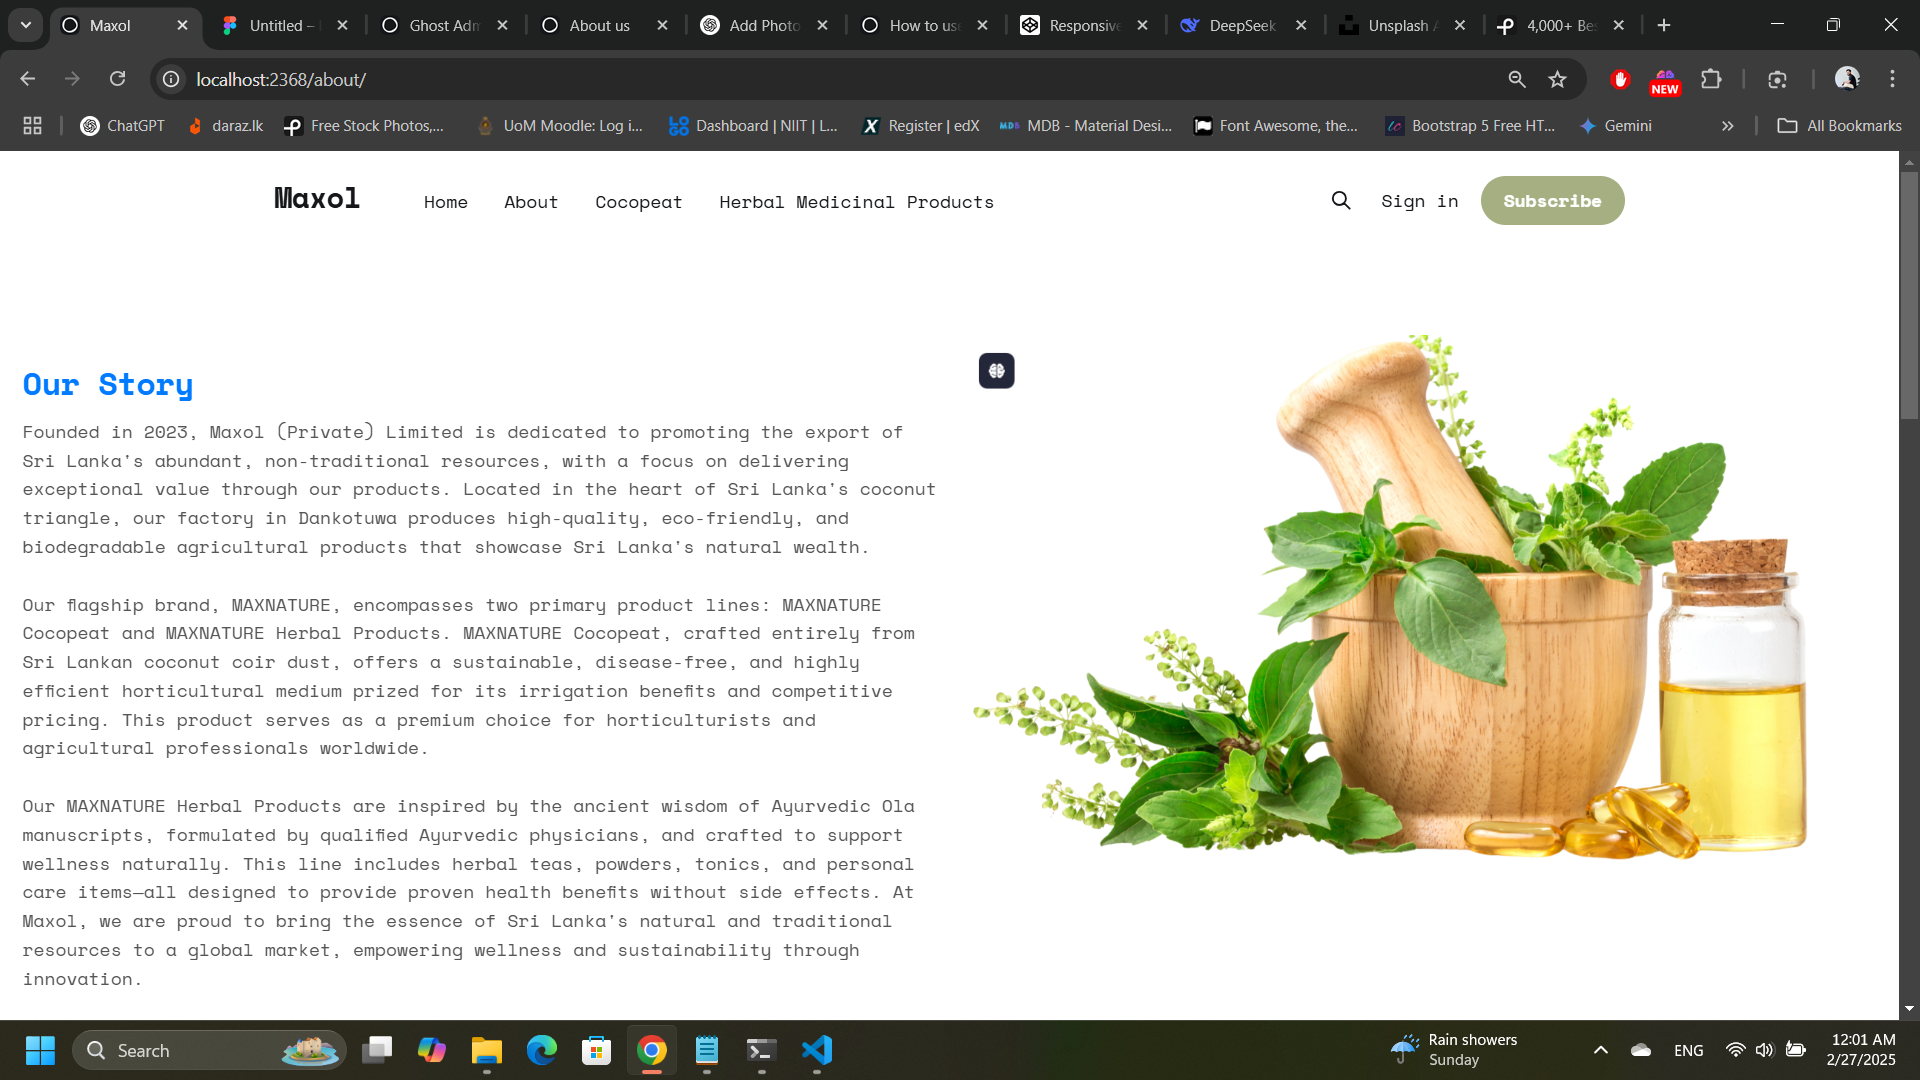 Maxol
Untitled –
Ghost Adm
About us
Add Photo
How to use
Responsive
DeepSeek
Unsplash A
4,000+ Bes
localhost:2368/about/
NEW
ChatGPT
daraz.lk
Free Stock Photos,...
UoM Moodle: Log i...
Dashboard | NIIT | L...
Register | edX
MDB - Material Desi...
Font Awesome, the...
Bootstrap 5 Free HT...
Gemini
All Bookmarks
Maxol
Home
About
Cocopeat
Herbal Medicinal Products
Sign in
Subscribe
Our Story
Founded in 2023, Maxol (Private) Limited is dedicated to promoting the export of
Sri Lanka's abundant, non-traditional resources, with a focus on delivering
exceptional value through our products. Located in the heart of Sri Lanka's coconut
triangle, our factory in Dankotuwa produces high-quality, eco-friendly, and
biodegradable agricultural products that showcase Sri Lanka's natural wealth.
Our flagship brand, MAXNATURE, encompasses two primary product lines: MAXNATURE
Cocopeat and MAXNATURE Herbal Products. MAXNATURE Cocopeat, crafted entirely from
Sri Lankan coconut coir dust, offers a sustainable, disease-free, and highly
efficient horticultural medium prized for its irrigation benefits and competitive
pricing. This product serves as a premium choice for horticulturists and
agricultural professionals worldwide.
Our MAXNATURE Herbal Products are inspired by the ancient wisdom of Ayurvedic Ola
manuscripts, formulated by qualified Ayurvedic physicians, and crafted to support
wellness naturally. This line includes herbal teas, powders, tonics, and personal
care items—all designed to provide proven health benefits without side effects. At
Maxol, we are proud to bring the essence of Sri Lanka's natural and traditional
resources to a global market, empowering wellness and sustainability through
innovation.
Search
Rain showers
Sunday
ENG
12:01 AM
2/27/2025